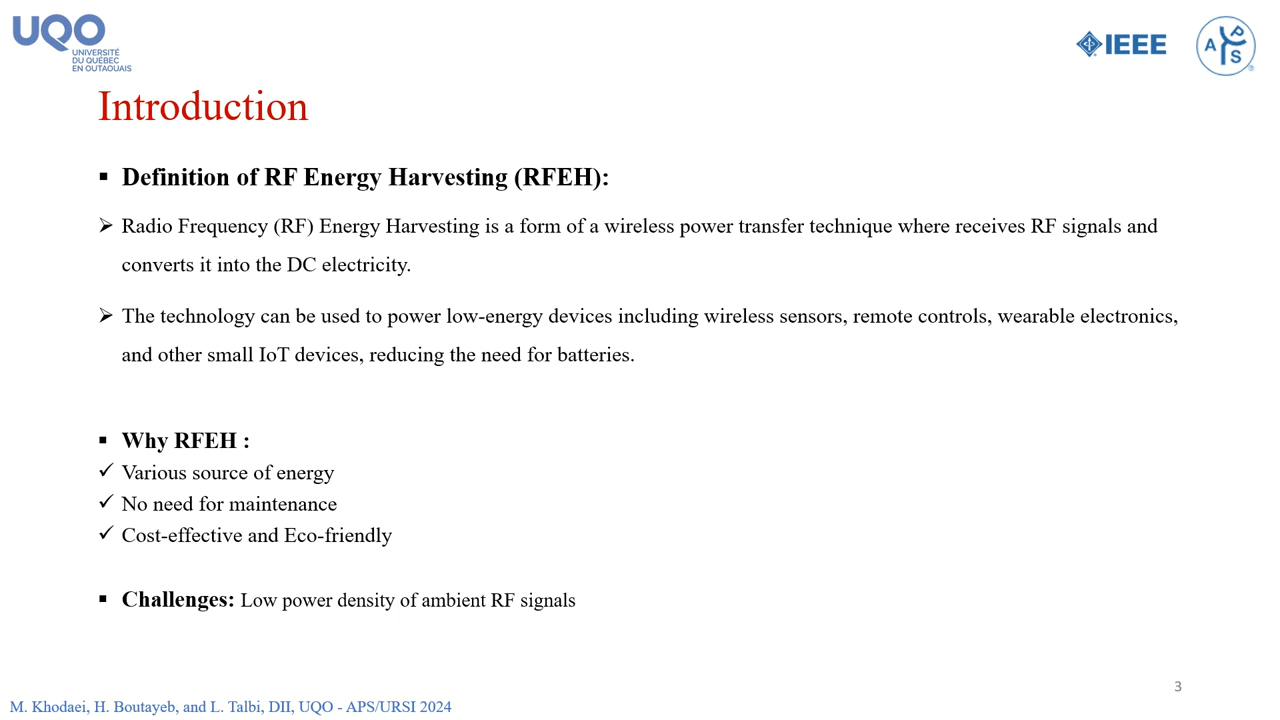 UQO
UNIVERSITÉ
DU QUÉBEC
EN OUTAOUAIS
IEEE
A P S
®
Introduction
▪ Definition of RF Energy Harvesting (RFEH):
➢ Radio Frequency (RF) Energy Harvesting is a form of a wireless power transfer technique where receives RF signals and
converts it into the DC electricity.
➢ The technology can be used to power low-energy devices including wireless sensors, remote controls, wearable electronics,
and other small IoT devices, reducing the need for batteries.
▪ Why RFEH :
✓ Various source of energy
✓ No need for maintenance
✓ Cost-effective and Eco-friendly
▪ Challenges: Low power density of ambient RF signals
3
M. Khodaei, H. Boutayeb, and L. Talbi, DII, UQO - APS/URSI 2024